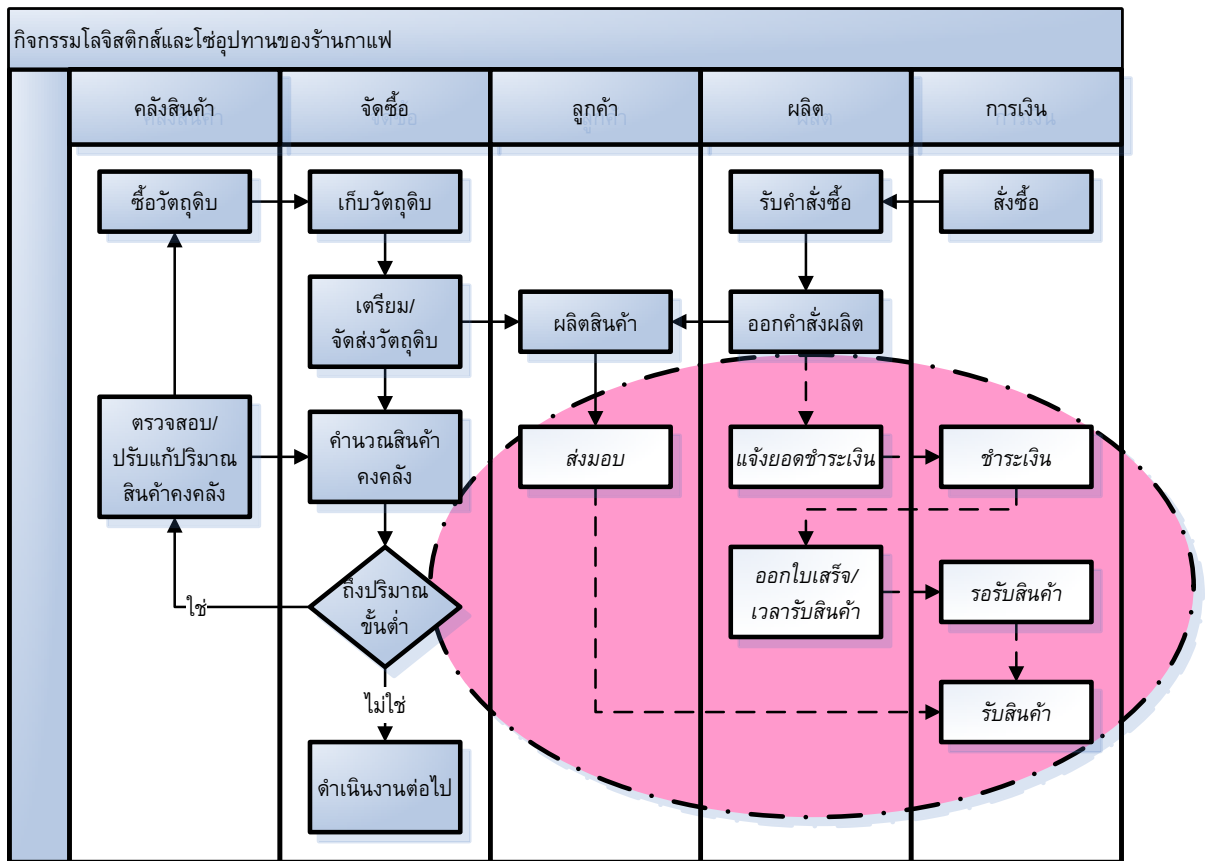 กิจกรรมโลจิสติกส์และโซ่อุปทานของร้านกาแฟ
คลังสินค้า
จัดซื้อ
ลูกค้า
ผลิต
การเงิน
ซื้อวัตถุดิบ
เก็บวัตถุดิบ
รับคำสั่งซื้อ
สั่งซื้อ
เตรียม/
จัดส่งวัตถุดิบ
ผลิตสินค้า
ออกคำสั่งผลิต
ตรวจสอบ/
ปรับแก้ปริมาณ
สินค้าคงคลัง
คำนวณสินค้า
คงคลัง
ส่งมอบ
แจ้งยอดชำระเงิน
ชำระเงิน
ถึงปริมาณ
ขั้นต่ำ
ใช่
ออกใบเสร็จ/
เวลารับสินค้า
รอรับสินค้า
ไม่ใช่
รับสินค้า
ดำเนินงานต่อไป